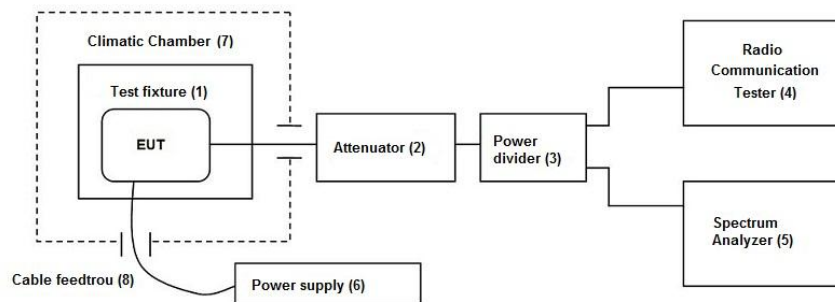 Climatic Chamber (7)
Test fixture (1)
EUT
Attenuator (2)
Power
divider (3)
Radio
Communication
Tester (4)
Spectrum
Analyzer (5)
Cable feedtrou (8)
Power supply (6)